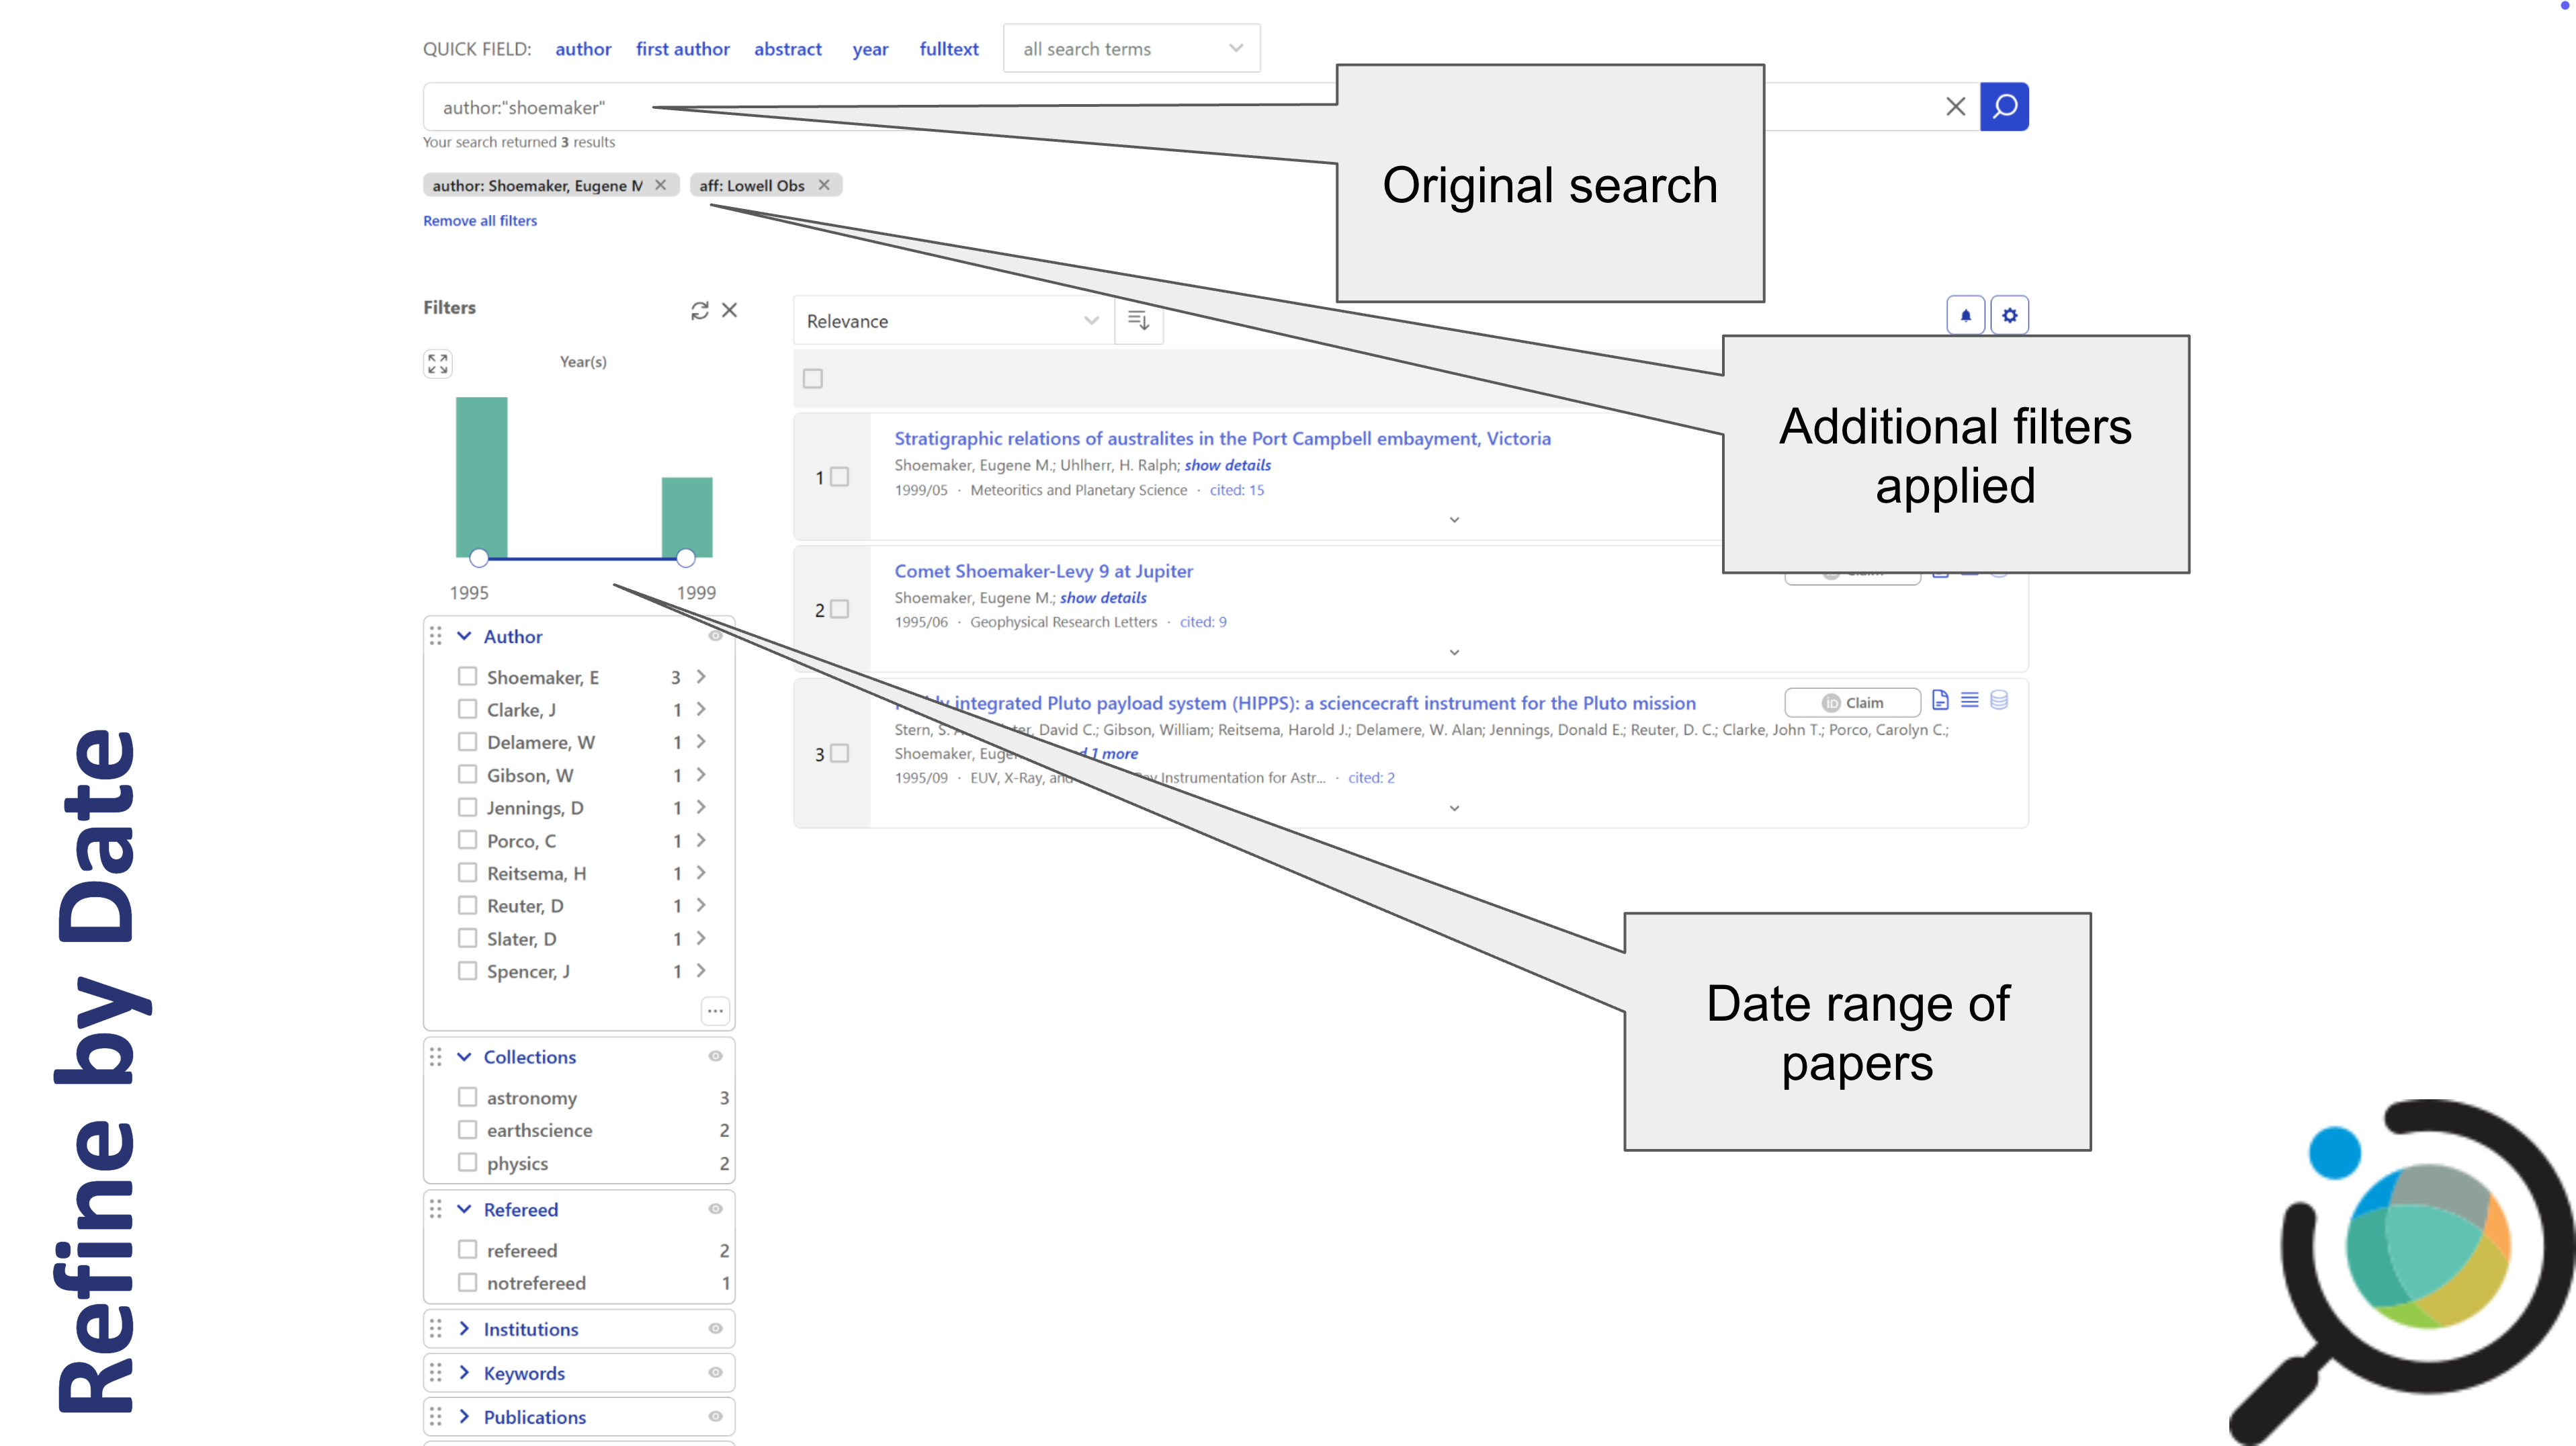 Refine by Date
QUICK FIELD: author first author abstract year fulltext all search terms
author:"shoemaker"
Your search returned 3 results
author: Shoemaker, Eugene M aff: Lowell Obs
Remove all filters
Original search
Additional filters
applied
Date range of
papers
Filters
Year(s)
1995 1999
Author
Shoemaker, E 3
Clarke, J 1
Delamere, W 1
Gibson, W 1
Jennings, D 1
Porco, C 1
Reitsema, H 1
Reuter, D 1
Slater, D 1
Spencer, J 1
...
Collections
astronomy 3
earthscience 2
physics 2
Refereed
refereed 2
notrefereed 1
Institutions
Keywords
Publications
Relevance
1
Stratigraphic relations of australites in the Port Campbell embayment, Victoria
Shoemaker, Eugene M.; Uhlherr, H. Ralph; show details
1999/05 · Meteoritics and Planetary Science · cited: 15
2
Comet Shoemaker-Levy 9 at Jupiter
Shoemaker, Eugene M.; show details
1995/06 · Geophysical Research Letters · cited: 9
3
integrated Pluto payload system (HIPPS): a sciencecraft instrument for the Pluto mission
iD Claim
Stern, S. David C.; Gibson, William; Reitsema, Harold J.; Delamere, W. Alan; Jennings, Donald E.; Reuter, D. C.; Clarke, John T.; Porco, Carolyn C.;
Shoemaker, 1 more
1995/09 · EUV, X-Ray, and Instrumentation for Astr... · cited: 2